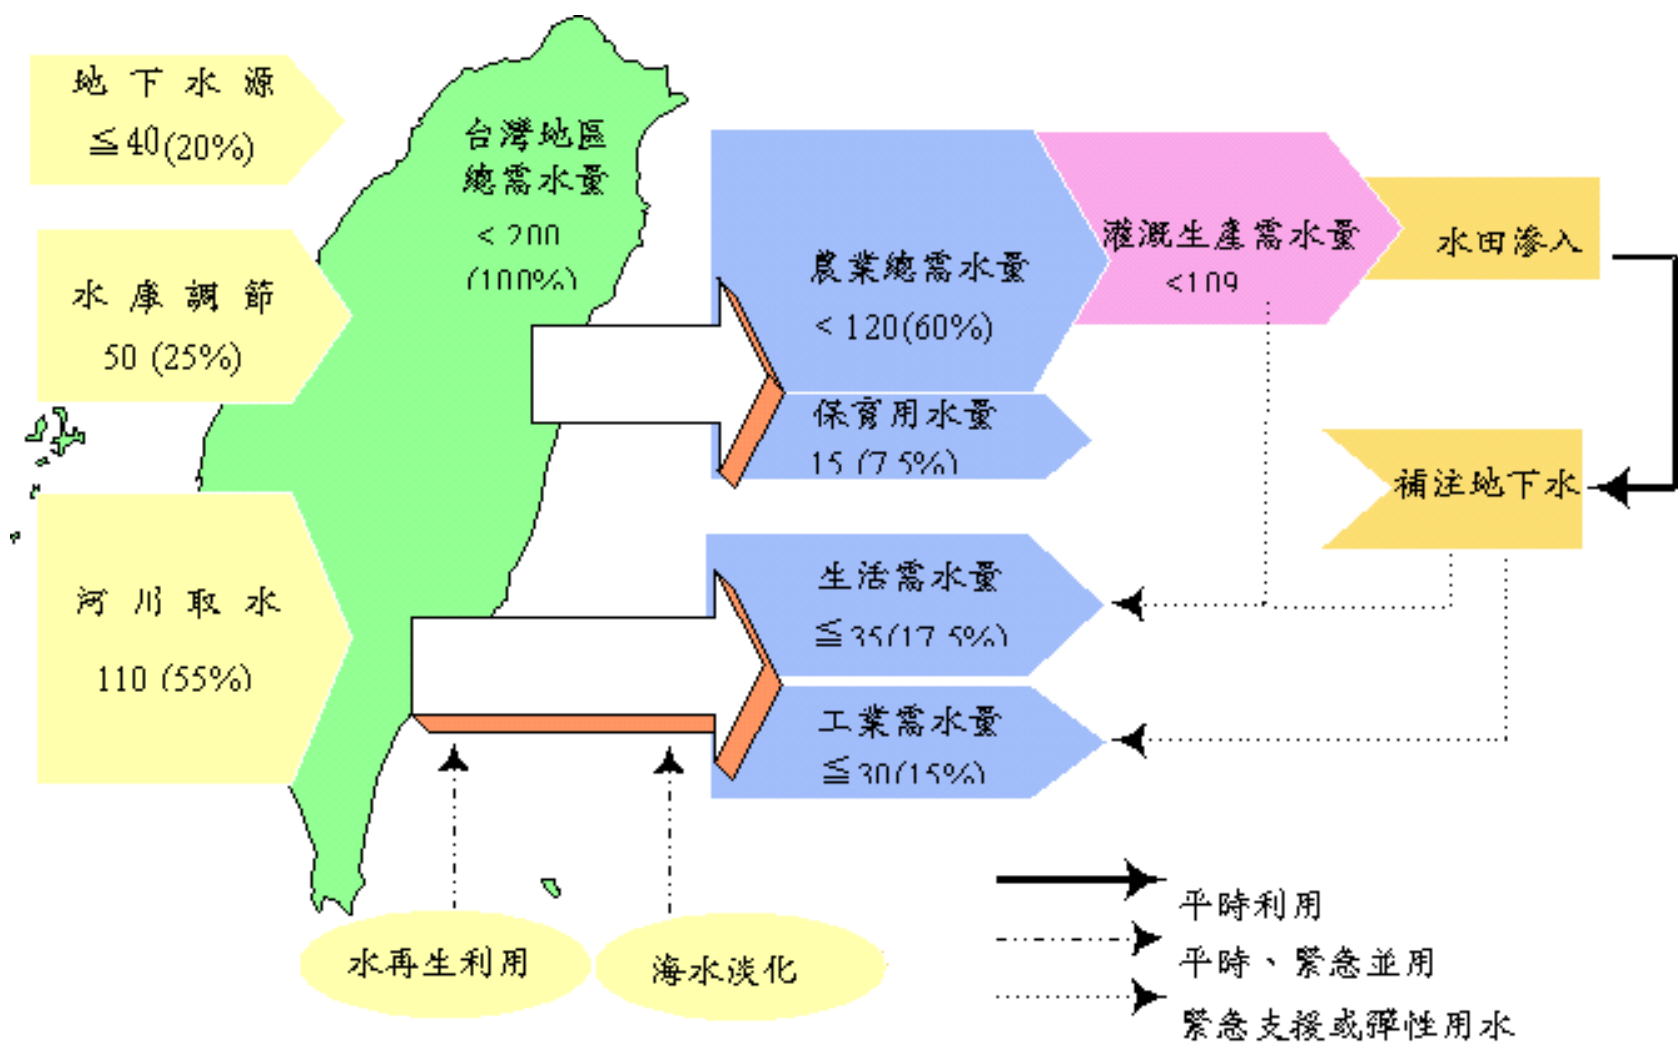 地下水源
≦40(20%)
水庫調節
50 (25%)
河川取水
110 (55%)
台灣地區
總需水量
< 200
(100%)
農業總需水量
< 120(60%)
保育用水量
15 (7.5%)
生活需水量
≦35(17.5%)
工業需水量
≦30(15%)
灌溉生產需水量
<109
水田滲入
補注地下水
水再生利用
海水淡化
平時利用
平時、緊急並用
緊急支援或彈性用水